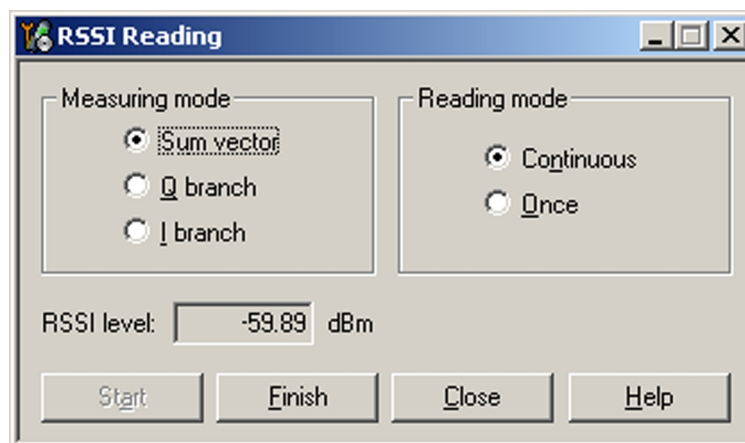 RSSI Reading
Measuring mode
Sum vector
Q branch
I branch
Reading mode
Continuous
Once
RSSI level: -59.89 dBm
Start Finish Close Help